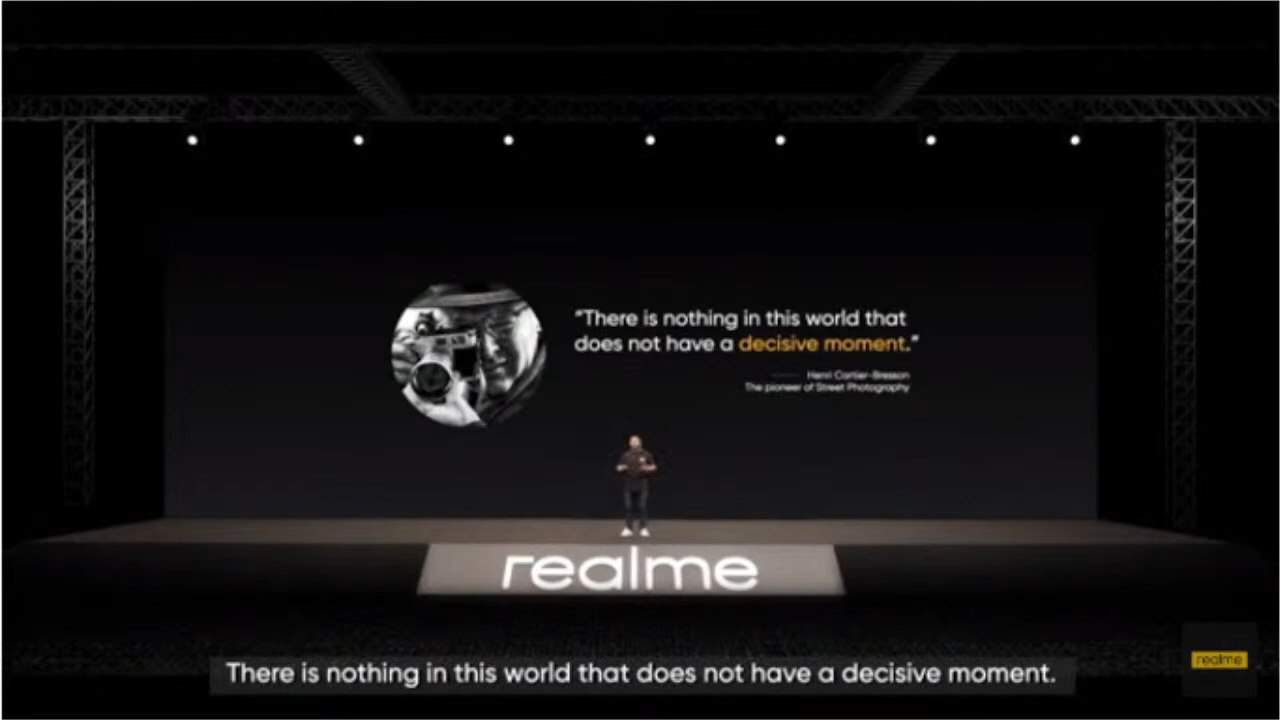 “There is nothing in this world that
does not have a decisive moment.”
Henri Cartier-Bresson
The pioneer of Street Photography
realme
realme
There is nothing in this world that does not have a decisive moment.